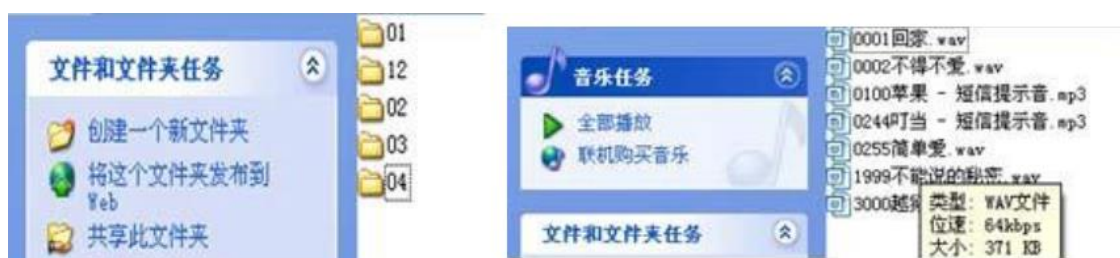 文件和文件夹任务
创建一个新文件夹
将这个文件夹发布到
Web
共享此文件夹
01
12
02
03
04
音乐任务
全部播放
联机购买音乐
文件和文件夹任务
0001回家.wav
0002不得不爱.wav
0100苹果 - 短信提示音.mp3
0244叮当 - 短信提示音.mp3
0255简单爱.wav
1999不能说的秘密.wav
3000越
类型: WAV文件
位速: 64kbps
大小: 371 KB